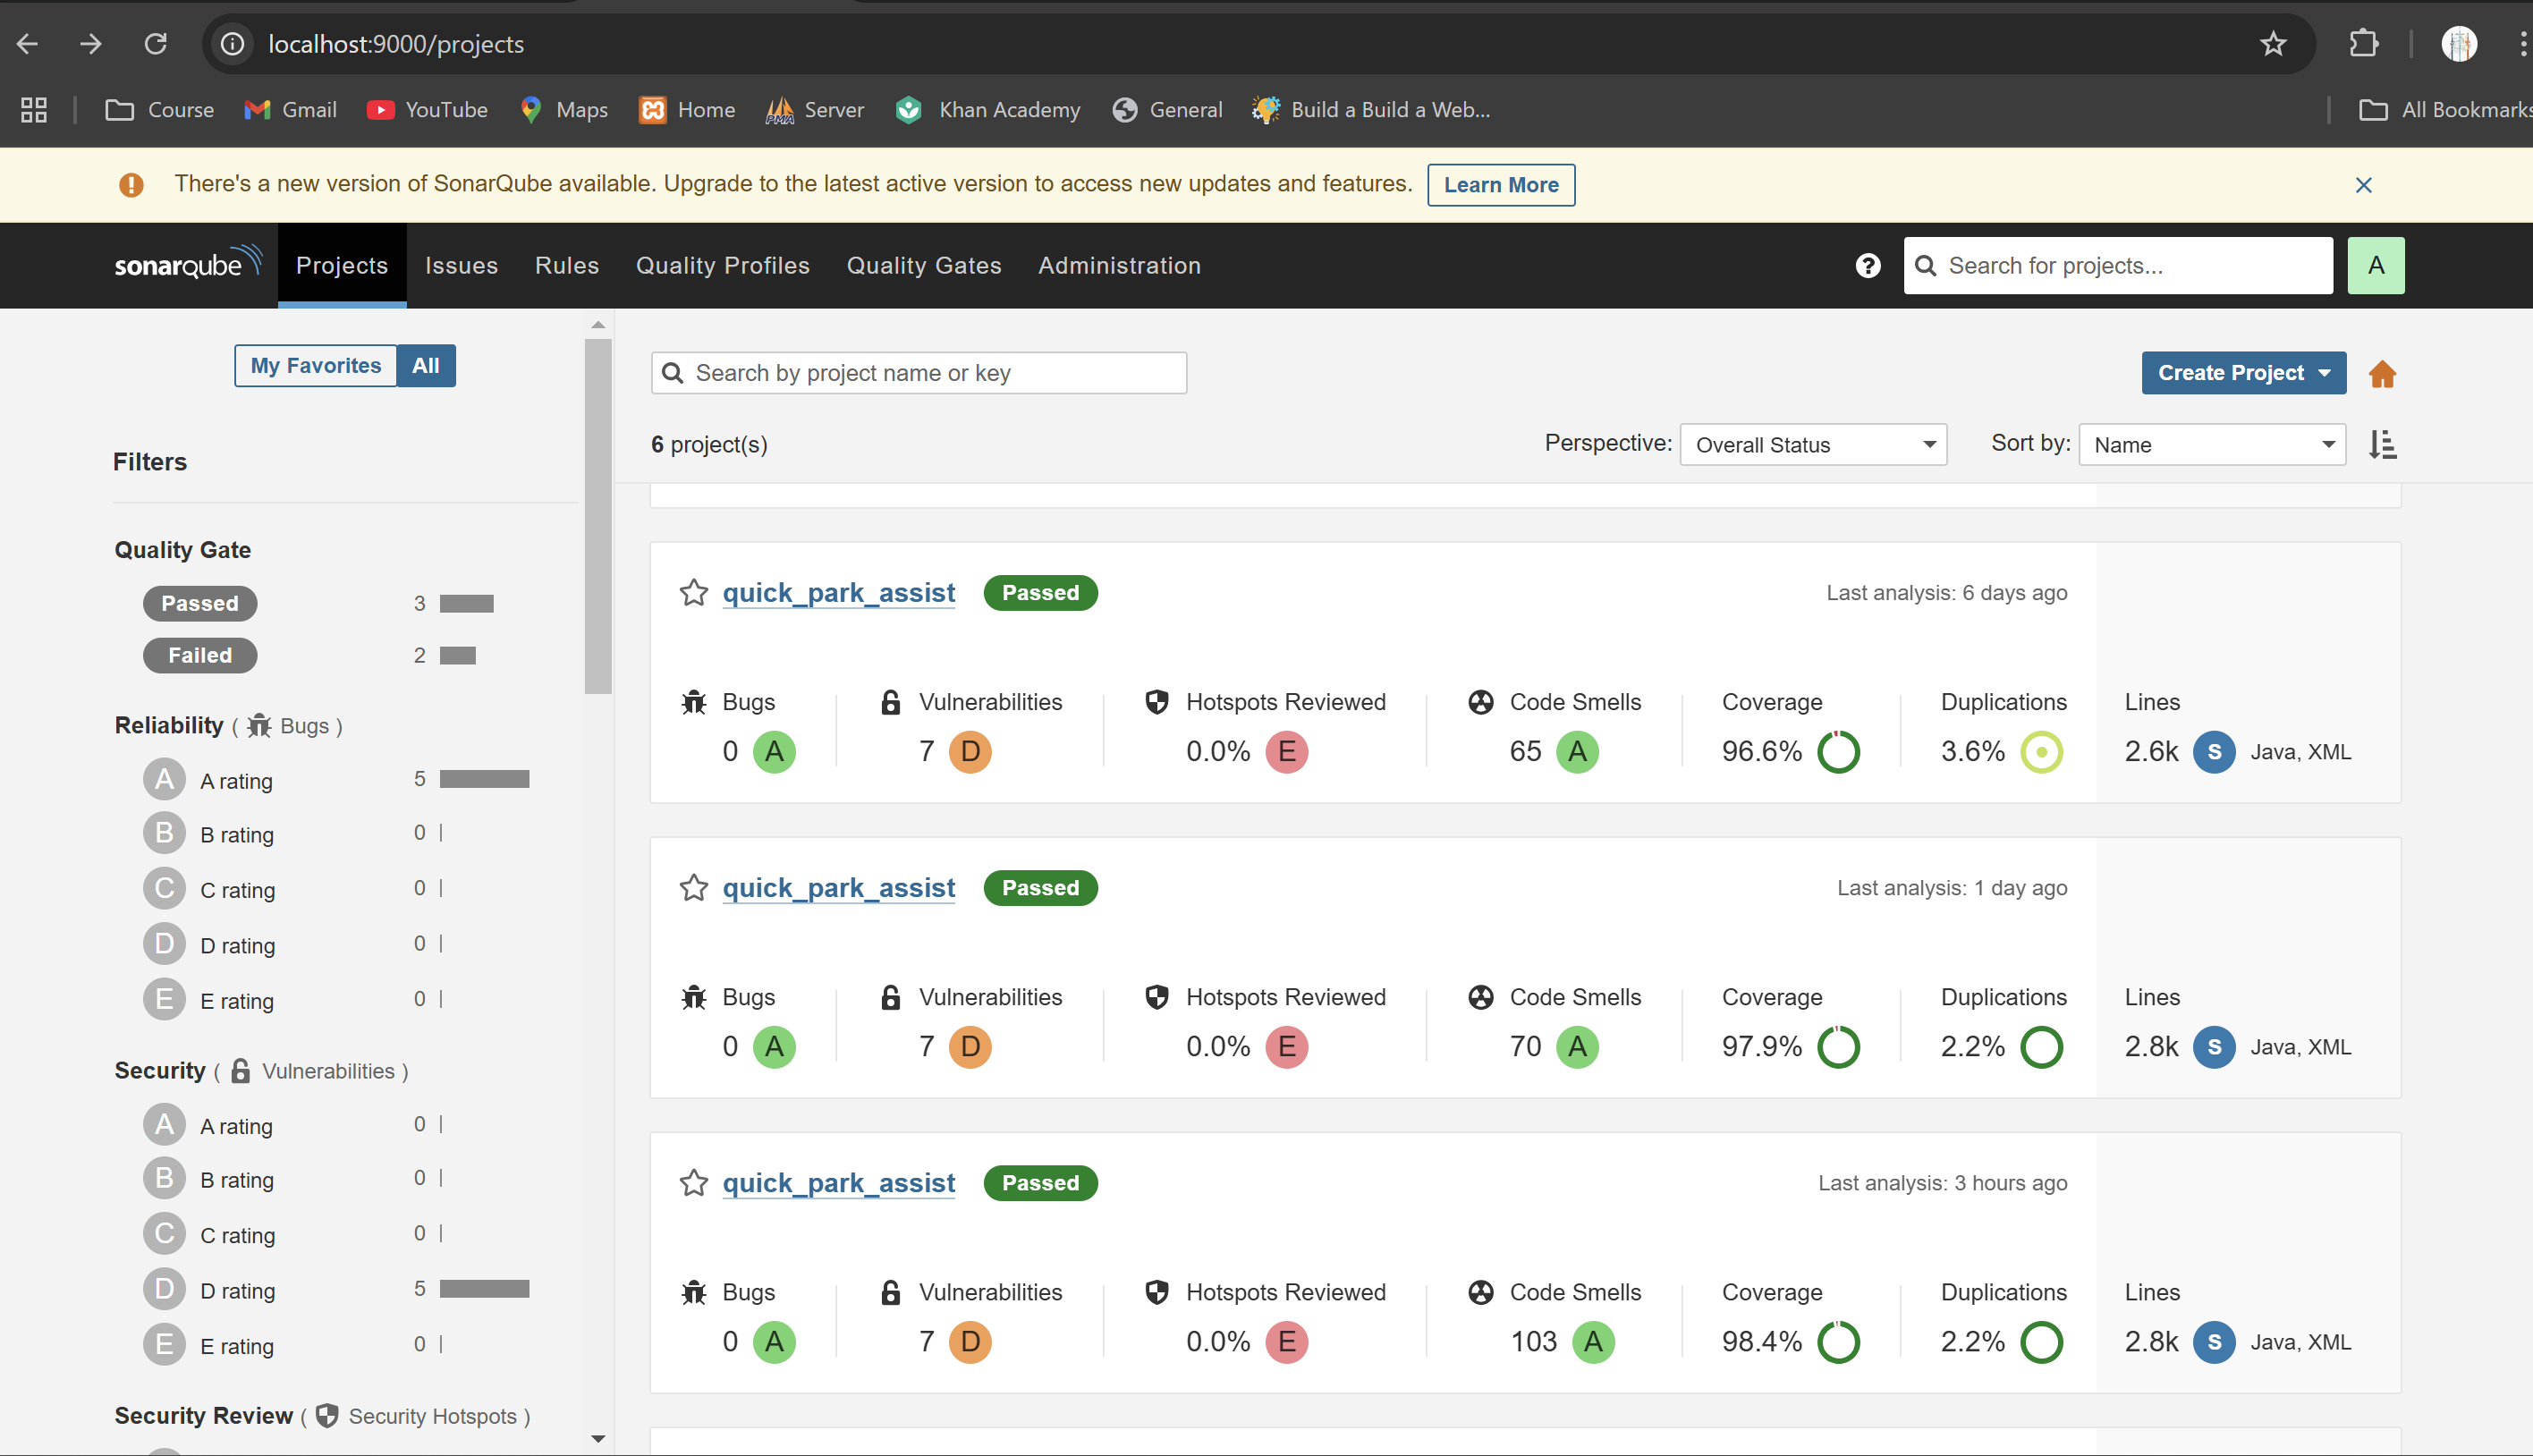 localhost:9000/projects
Course
Gmail
YouTube
Maps
Home
PMA
Server
Khan Academy
General
Build a Build a Web...
All Bookmarks
There's a new version of SonarQube available. Upgrade to the latest active version to access new updates and features.
Learn More
sonarqube
Projects
Issues
Rules
Quality Profiles
Quality Gates
Administration
?
Search for projects...
A
My Favorites
All
Filters
Quality Gate
Passed 3
Failed 2
Reliability ( Bugs )
A A rating 5
B B rating 0
C C rating 0
D D rating 0
E E rating 0
Security ( Vulnerabilities )
A A rating 0
B B rating 0
C C rating 0
D D rating 5
E E rating 0
Security Review ( Security Hotspots )
Search by project name or key
Create Project
6 project(s)
Perspective: Overall Status
Sort by: Name
quick_park_assist Passed Last analysis: 6 days ago
Bugs Vulnerabilities Hotspots Reviewed Code Smells Coverage Duplications Lines
0 A 7 D 0.0% E 65 A 96.6% 3.6% 2.6k S Java, XML
quick_park_assist Passed Last analysis: 1 day ago
Bugs Vulnerabilities Hotspots Reviewed Code Smells Coverage Duplications Lines
0 A 7 D 0.0% E 70 A 97.9% 2.2% 2.8k S Java, XML
quick_park_assist Passed Last analysis: 3 hours ago
Bugs Vulnerabilities Hotspots Reviewed Code Smells Coverage Duplications Lines
0 A 7 D 0.0% E 103 A 98.4% 2.2% 2.8k S Java, XML